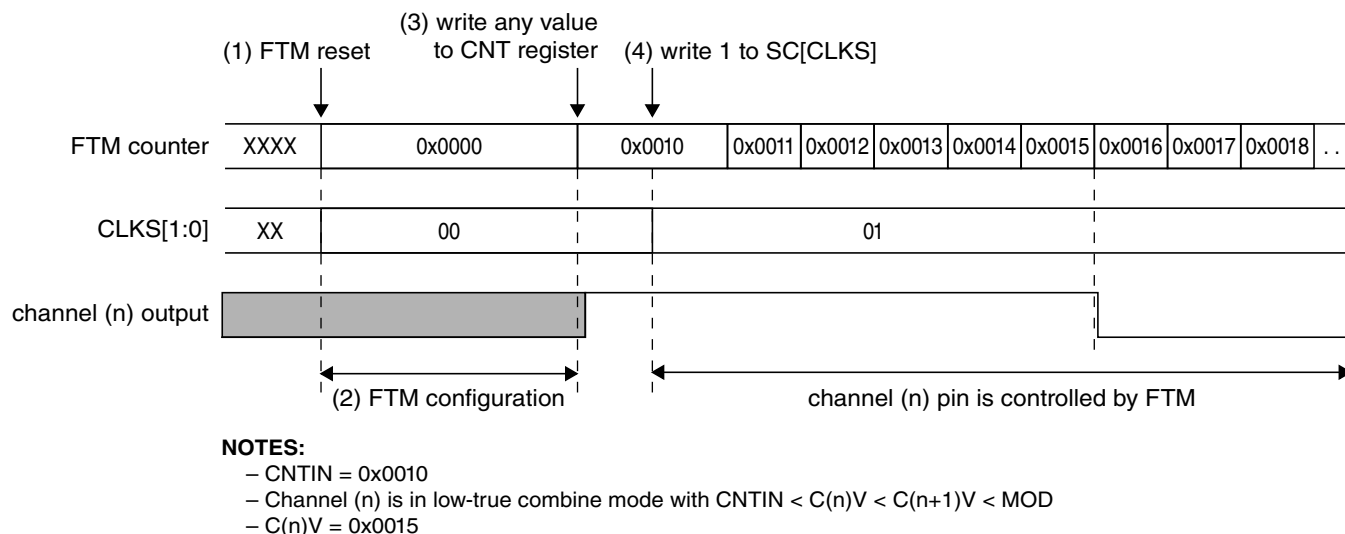 (3) write any value
(1) FTM reset to CNT register (4) write 1 to SC[CLKS]
FTM counter XXXX 0x0000 0x0010 0x0011 0x0012 0x0013 0x0014 0x0015 0x0016 0x0017 0x0018 . .
CLKS[1:0] XX 00 01
channel (n) output
(2) FTM configuration channel (n) pin is controlled by FTM
NOTES:
– CNTIN = 0x0010
– Channel (n) is in low-true combine mode with CNTIN < C(n)V < C(n+1)V < MOD
– C(n)V = 0x0015